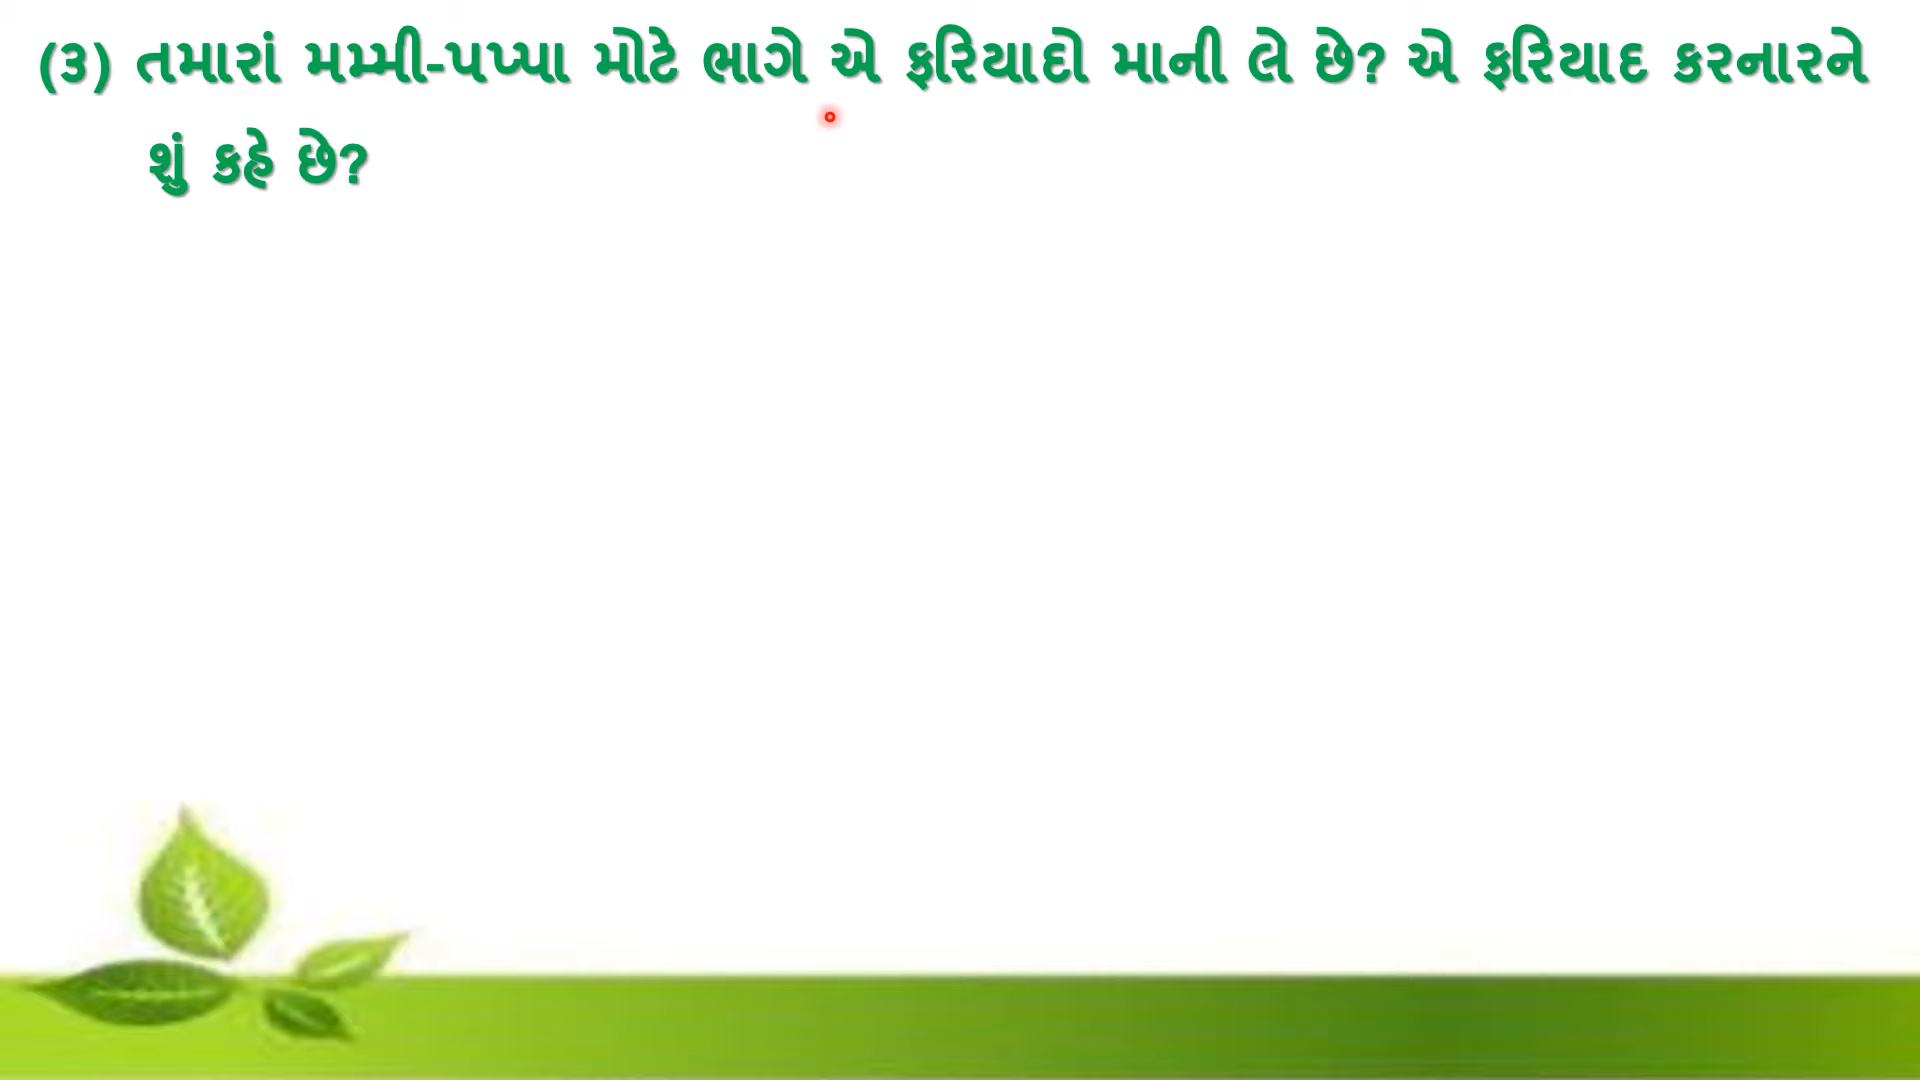 (૩) તમારાં મમ્મી-પપ્પા મોટે ભાગે એ ફરિયાદો માની લે છે? એ ફરિયાદ કરનારને
શું કહે છે?